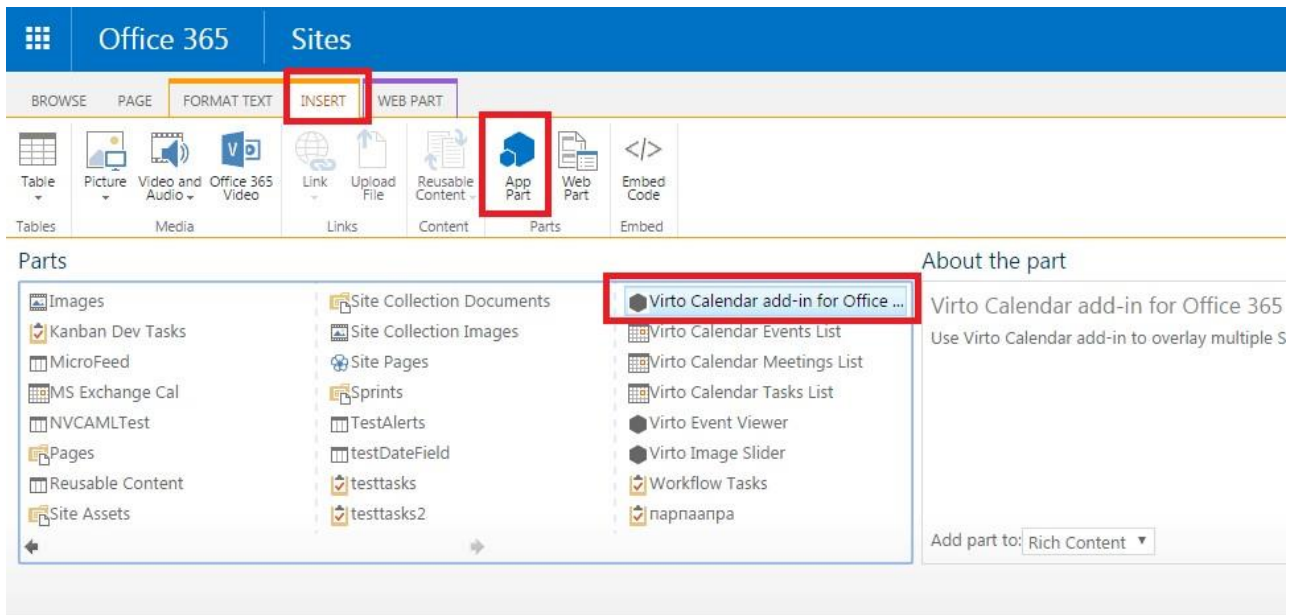 Office 365
Sites
BROWSE PAGE FORMAT TEXT INSERT WEB PART
Table
Picture
Video and Audio
Office 365 Video
Link
Upload File
Reusable Content
App Part
Web Part
</>
Embed Code
Tables Media Links Content Parts Embed
Parts
Images
Kanban Dev Tasks
MicroFeed
MS Exchange Cal
NVCAMLTest
Pages
Reusable Content
Site Assets
Site Collection Documents
Site Collection Images
Site Pages
Sprints
TestAlerts
testDateField
testtasks
testtasks2
Virto Calendar add-in for Office ...
Virto Calendar Events List
Virto Calendar Meetings List
Virto Calendar Tasks List
Virto Event Viewer
Virto Image Slider
Workflow Tasks
парпаапра
About the part
Virto Calendar add-in for Office 365
Use Virto Calendar add-in to overlay multiple S
Add part to: Rich Content